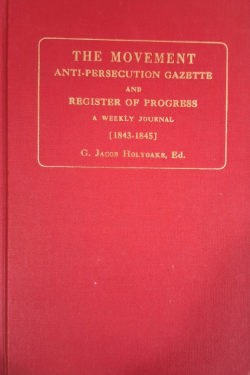 THE MOVEMENT
ANTI-PERSECUTION GAZETTE
AND
REGISTER OF PROGRESS
A WEEKLY JOURNAL
[1843-1845]
G. JACOB HOLYOAKE, ED.